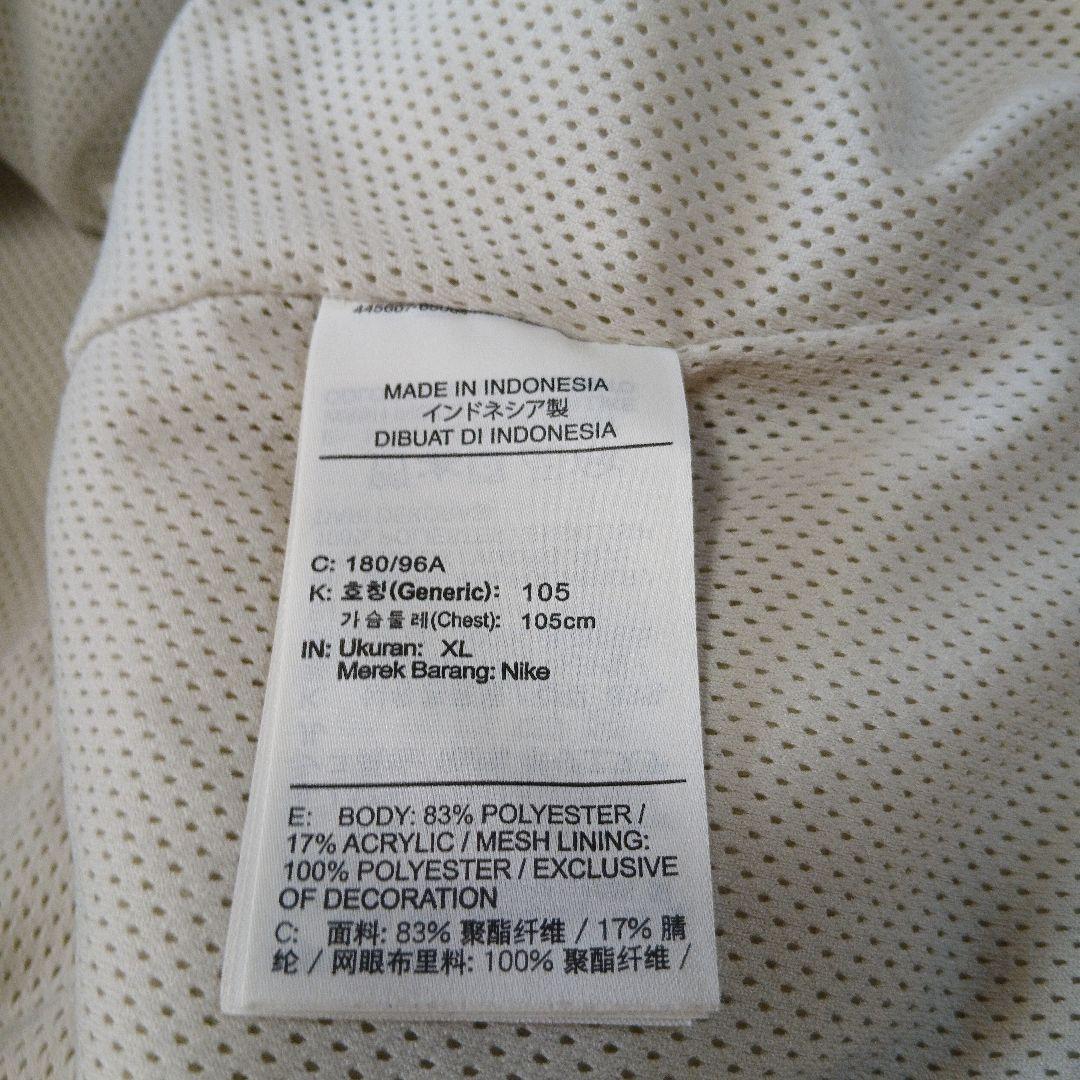 MADE IN INDONESIA
インドネシア製
DIBUAT DI INDONESIA
C: 180/96A
K: 호칭(Generic): 105
가슴둘레(Chest): 105cm
IN: Ukuran: XL
Merek Barang: Nike
E: BODY: 83% POLYESTER /
17% ACRYLIC / MESH LINING:
100% POLYESTER / EXCLUSIVE
OF DECORATION
C: 面料: 83% 聚酯纤维 / 17% 腈
纶 / 网眼布里料: 100% 聚酯纤维 /